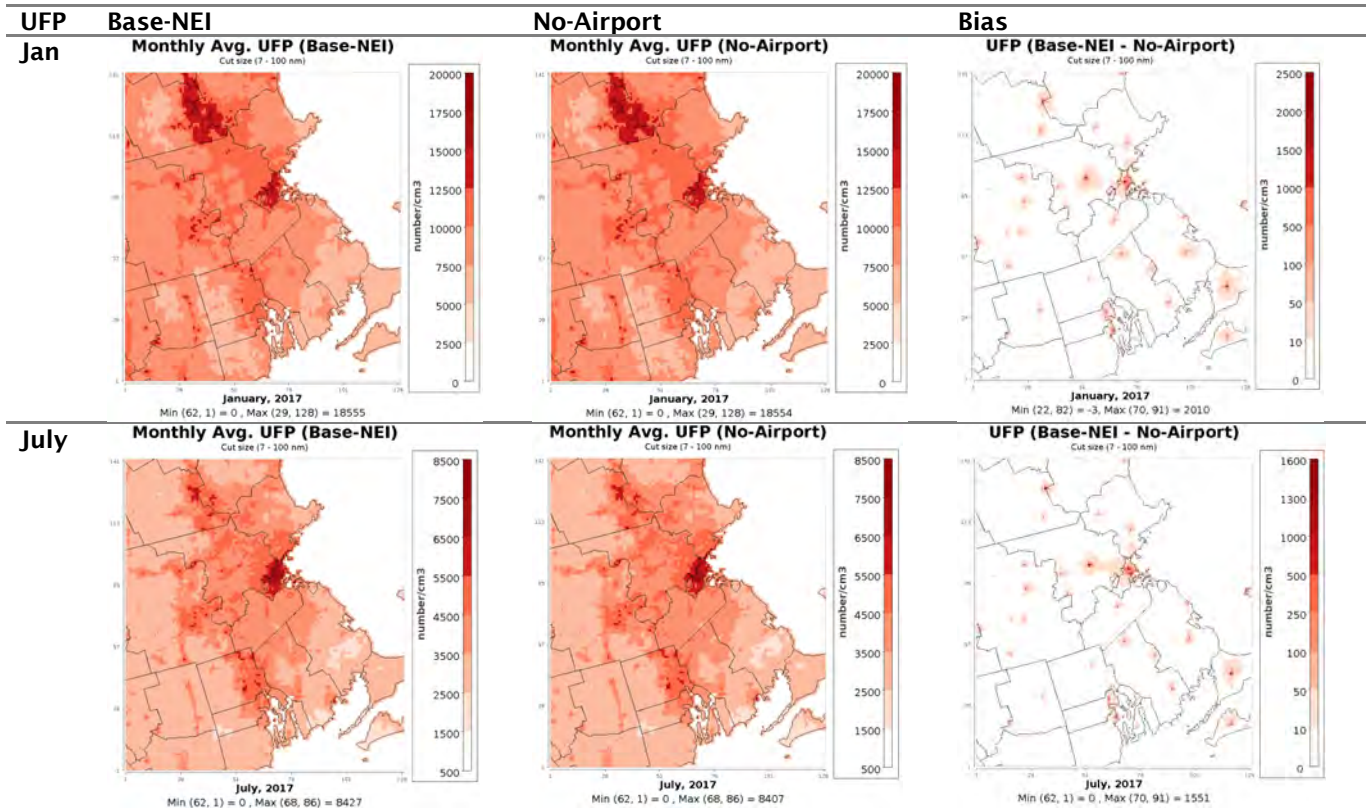 UFP Base-NEI No-Airport Bias
Jan
Monthly Avg. UFP (Base-NEI)
Cut size (7 - 100 nm)
20000
17500
15000
12500
10000
7500
5000
2500
0
number/cm3
January, 2017
Min (62, 1) = 0 , Max (29, 128) = 18555
Monthly Avg. UFP (No-Airport)
Cut size (7 - 100 nm)
20000
17500
15000
12500
10000
7500
5000
2500
0
number/cm3
January, 2017
Min (62, 1) = 0 , Max (29, 128) = 18554
UFP (Base-NEI - No-Airport)
Cut size (7 - 100 nm)
2500
2000
1500
1000
500
100
50
10
0
number/cm3
January, 2017
Min (22, 82) = -3, Max (70, 91) = 2010
July
Monthly Avg. UFP (Base-NEI)
Cut size (7 - 100 nm)
8500
7500
6500
5500
4500
3500
2500
1500
500
number/cm3
July, 2017
Min (62, 1) = 0 , Max (68, 86) = 8427
Monthly Avg. UFP (No-Airport)
Cut size (7 - 100 nm)
8500
7500
6500
5500
4500
3500
2500
1500
500
number/cm3
July, 2017
Min (62, 1) = 0 , Max (68, 86) = 8407
UFP (Base-NEI - No-Airport)
Cut size (7 - 100 nm)
1600
1300
1000
500
250
100
50
10
0
number/cm3
July, 2017
Min (62, 1) = 0 , Max (70, 91) = 1551